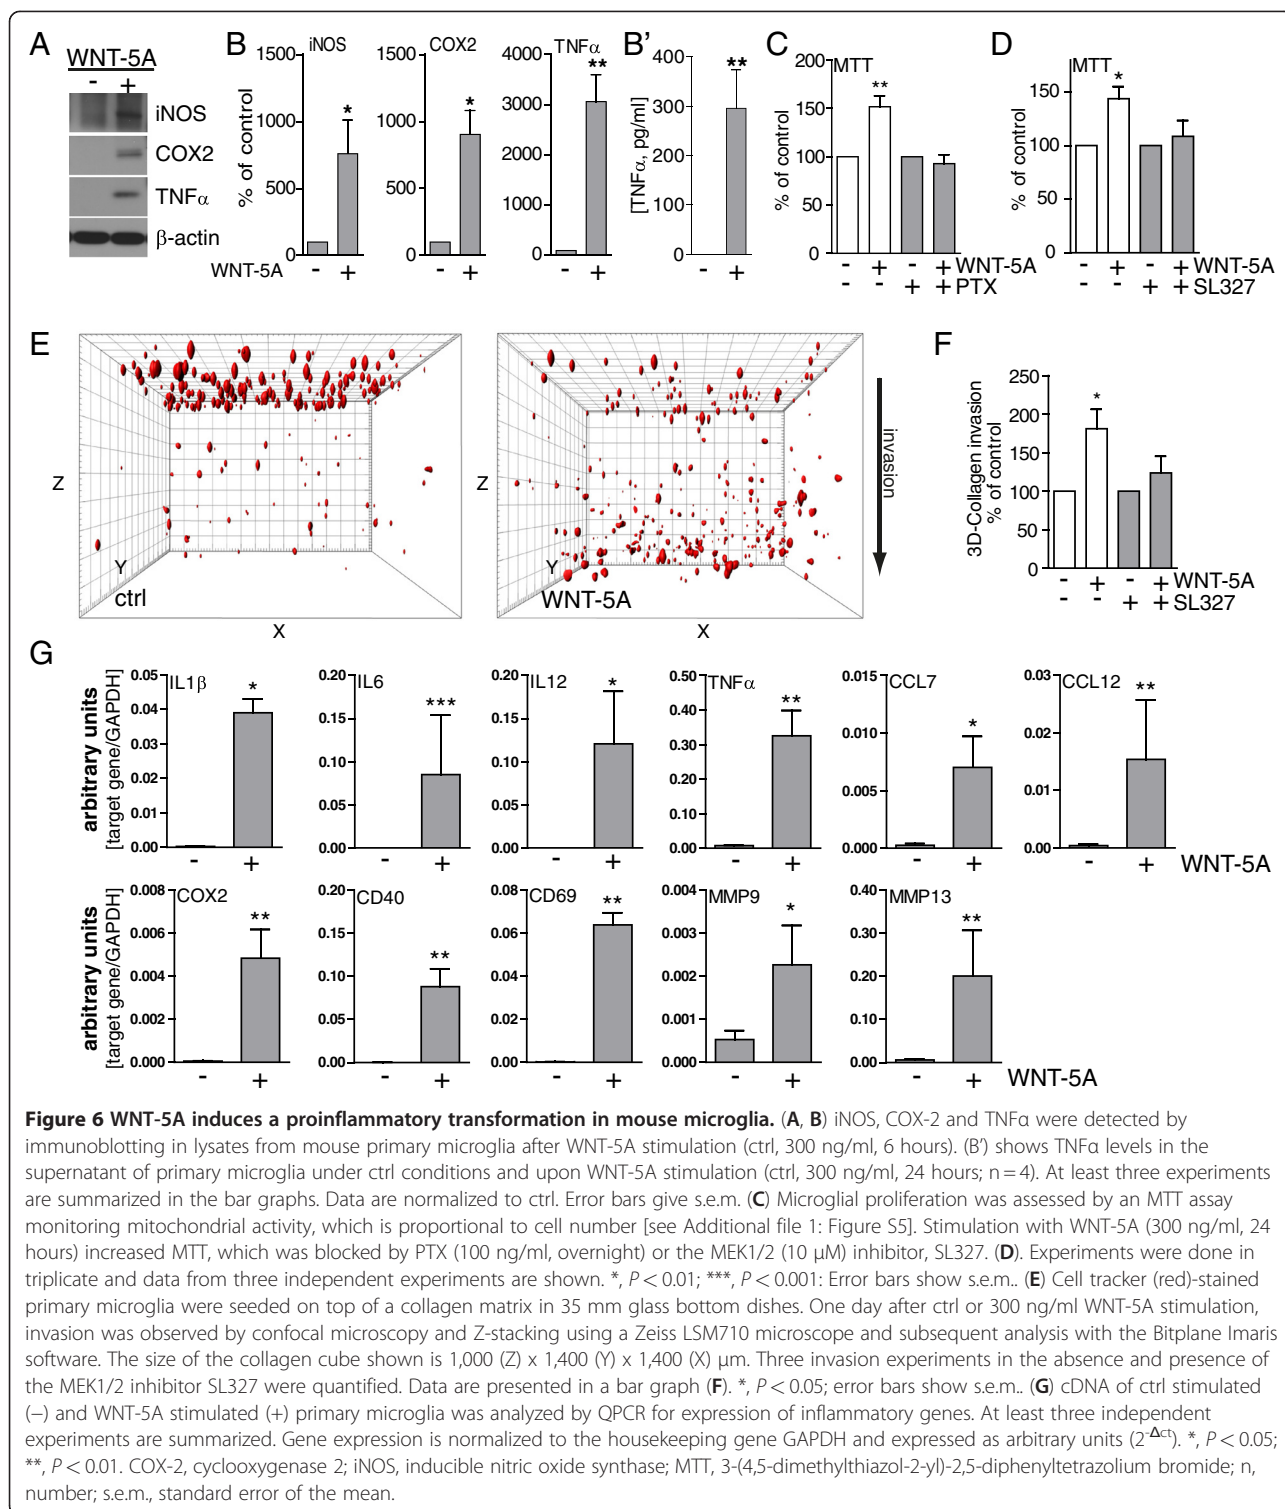 A
WNT-5A
- +
iNOS
COX2
TNFα
β-actin
B
iNOS
COX2
TNFα
% of control
1500
1000
500
0
*
1500
1000
500
0
*
4000
3000
2000
1000
0
**
WNT-5A - + - + - +
B’
[TNFα, pg/ml]
400
300
200
100
0
**
- +
C
MTT
% of control
200
150
100
50
0
**
- + - + WNT-5A
- - + + PTX
D
MTT
% of control
150
100
50
0
*
- + - + WNT-5A
- - + + SL327
E
Z
Y
ctrl
X
Z
Y
WNT-5A
X
invasion
F
3D-Collagen invasion
% of control
250
200
150
100
50
0
*
- + - + WNT-5A
- - + + SL327
G
arbitrary units
[target gene/GAPDH]
IL1β
0.05
0.04
0.03
0.02
0.01
0.00
*
- +
IL6
0.20
0.15
0.10
0.05
0.00
***
- +
IL12
0.20
0.15
0.10
0.05
0.00
*
- +
TNFα
0.50
0.40
0.30
0.20
0.10
0.00
**
- +
CCL7
0.015
0.010
0.005
0.000
*
- +
CCL12
0.03
0.02
0.01
0.00
**
- +
WNT-5A
arbitrary units
[target gene/GAPDH]
COX2
0.008
0.006
0.004
0.002
0.000
**
- +
CD40
0.20
0.15
0.10
0.05
0.00
**
- +
CD69
0.08
0.06
0.04
0.02
0.00
**
- +
MMP9
0.004
0.003
0.002
0.001
0.000
*
- +
MMP13
0.40
0.30
0.20
0.10
0.00
**
- +
WNT-5A
Figure 6 WNT-5A induces a proinflammatory transformation in mouse microglia. (A, B) iNOS, COX-2 and TNFα were detected by
immunoblotting in lysates from mouse primary microglia after WNT-5A stimulation (ctrl, 300 ng/ml, 6 hours). (B’) shows TNFα levels in the
supernatant of primary microglia under ctrl conditions and upon WNT-5A stimulation (ctrl, 300 ng/ml, 24 hours; n = 4). At least three experiments
are summarized in the bar graphs. Data are normalized to ctrl. Error bars give s.e.m. (C) Microglial proliferation was assessed by an MTT assay
monitoring mitochondrial activity, which is proportional to cell number [see Additional file 1: Figure S5]. Stimulation with WNT-5A (300 ng/ml, 24
hours) increased MTT, which was blocked by PTX (100 ng/ml, overnight) or the MEK1/2 (10 μM) inhibitor, SL327. (D). Experiments were done in
triplicate and data from three independent experiments are shown. *, P < 0.01; ***, P < 0.001: Error bars show s.e.m.. (E) Cell tracker (red)-stained
primary microglia were seeded on top of a collagen matrix in 35 mm glass bottom dishes. One day after ctrl or 300 ng/ml WNT-5A stimulation,
invasion was observed by confocal microscopy and Z-stacking using a Zeiss LSM710 microscope and subsequent analysis with the Bitplane Imaris
software. The size of the collagen cube shown is 1,000 (Z) x 1,400 (Y) x 1,400 (X) μm. Three invasion experiments in the absence and presence of
the MEK1/2 inhibitor SL327 were quantified. Data are presented in a bar graph (F). *, P < 0.05; error bars show s.e.m.. (G) cDNA of ctrl stimulated
(−) and WNT-5A stimulated (+) primary microglia was analyzed by QPCR for expression of inflammatory genes. At least three independent
experiments are summarized. Gene expression is normalized to the housekeeping gene GAPDH and expressed as arbitrary units (2^-Δct). *, P < 0.05;
**, P < 0.01. COX-2, cyclooxygenase 2; iNOS, inducible nitric oxide synthase; MTT, 3-(4,5-dimethylthiazol-2-yl)-2,5-diphenyltetrazolium bromide; n,
number; s.e.m., standard error of the mean.